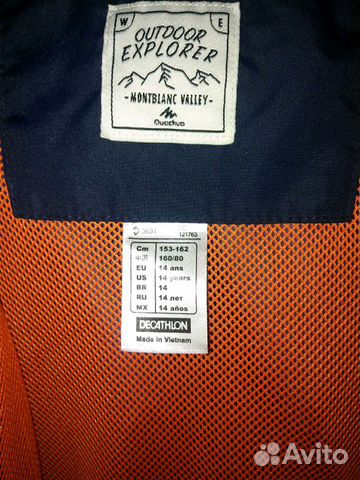 W E
OUTDOOR
EXPLORER
-MONTBLANC VALLEY-
Quechua
121763
Cm 153-162
中国 160/80
EU 14 ans
US 14 years
BR 14
RU 14 лет
MX 14 años
DECATHLON
Made in Vietnam
Avito